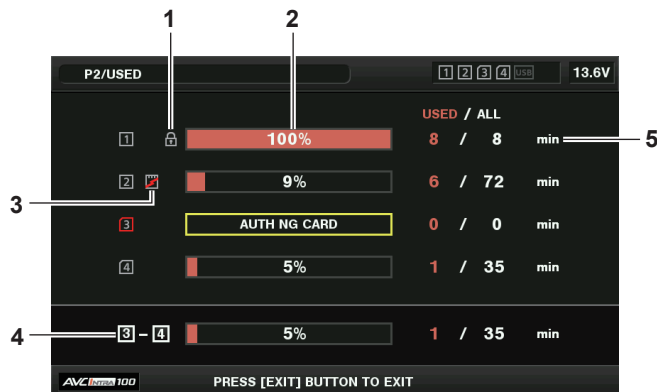 1 2
P2/USED 1 2 3 4 USB 13.6V
USED / ALL
1 100% 8 / 8 min 5
2 9% 6 / 72 min
3
3 AUTH NG CARD 0 / 0 min
4 5% 1 / 35 min
4 3 – 4 5% 1 / 35 min
AVC INTRA 100 PRESS [EXIT] BUTTON TO EXIT